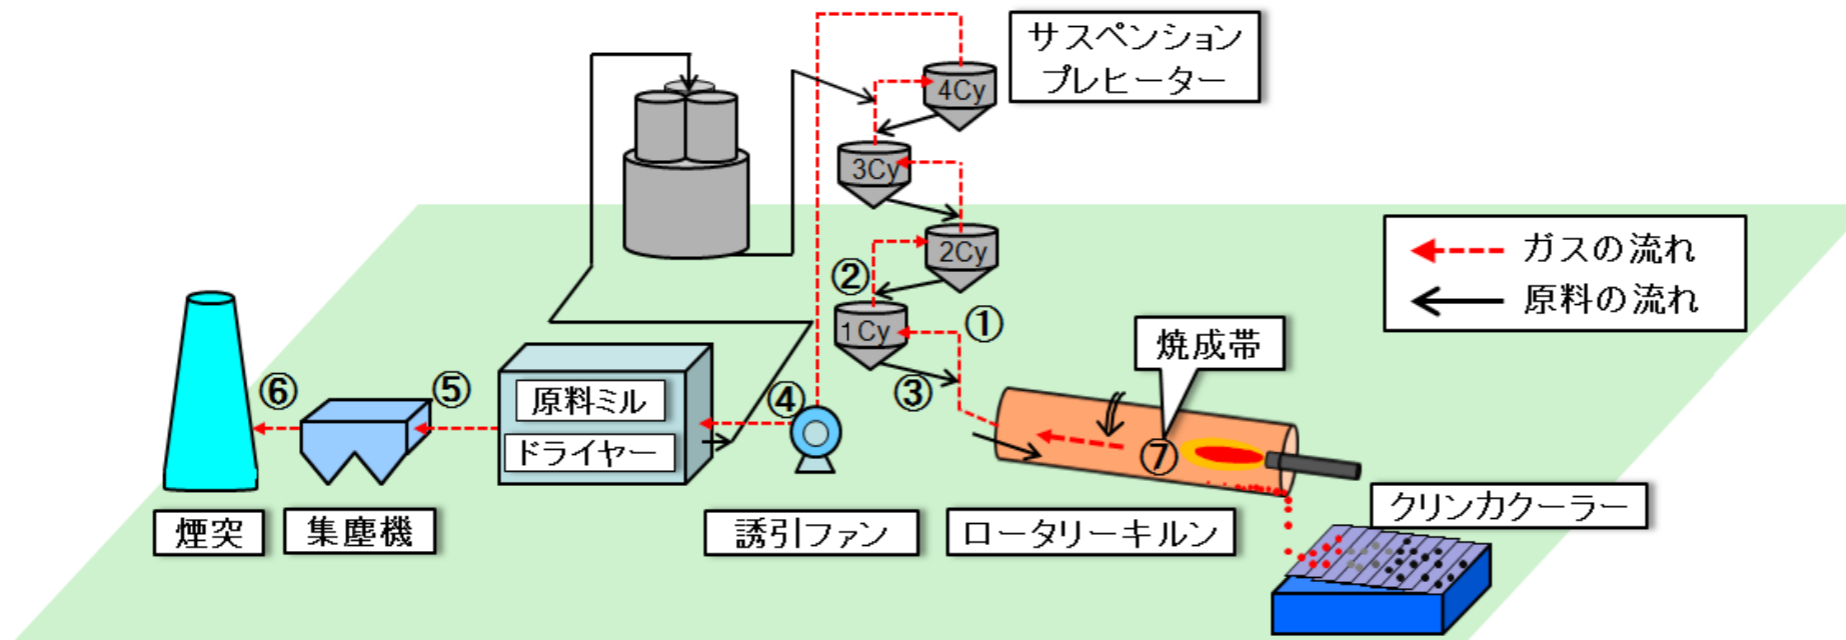 サスペンション
プレヒーター
4Cy
3Cy
2Cy
1Cy
ガスの流れ
原料の流れ
②
①
③
焼成帯
⑦
⑥
⑤
④
原料ミル
ドライヤー
煙突
集塵機
誘引ファン
ロータリーキルン
クリンカクーラー